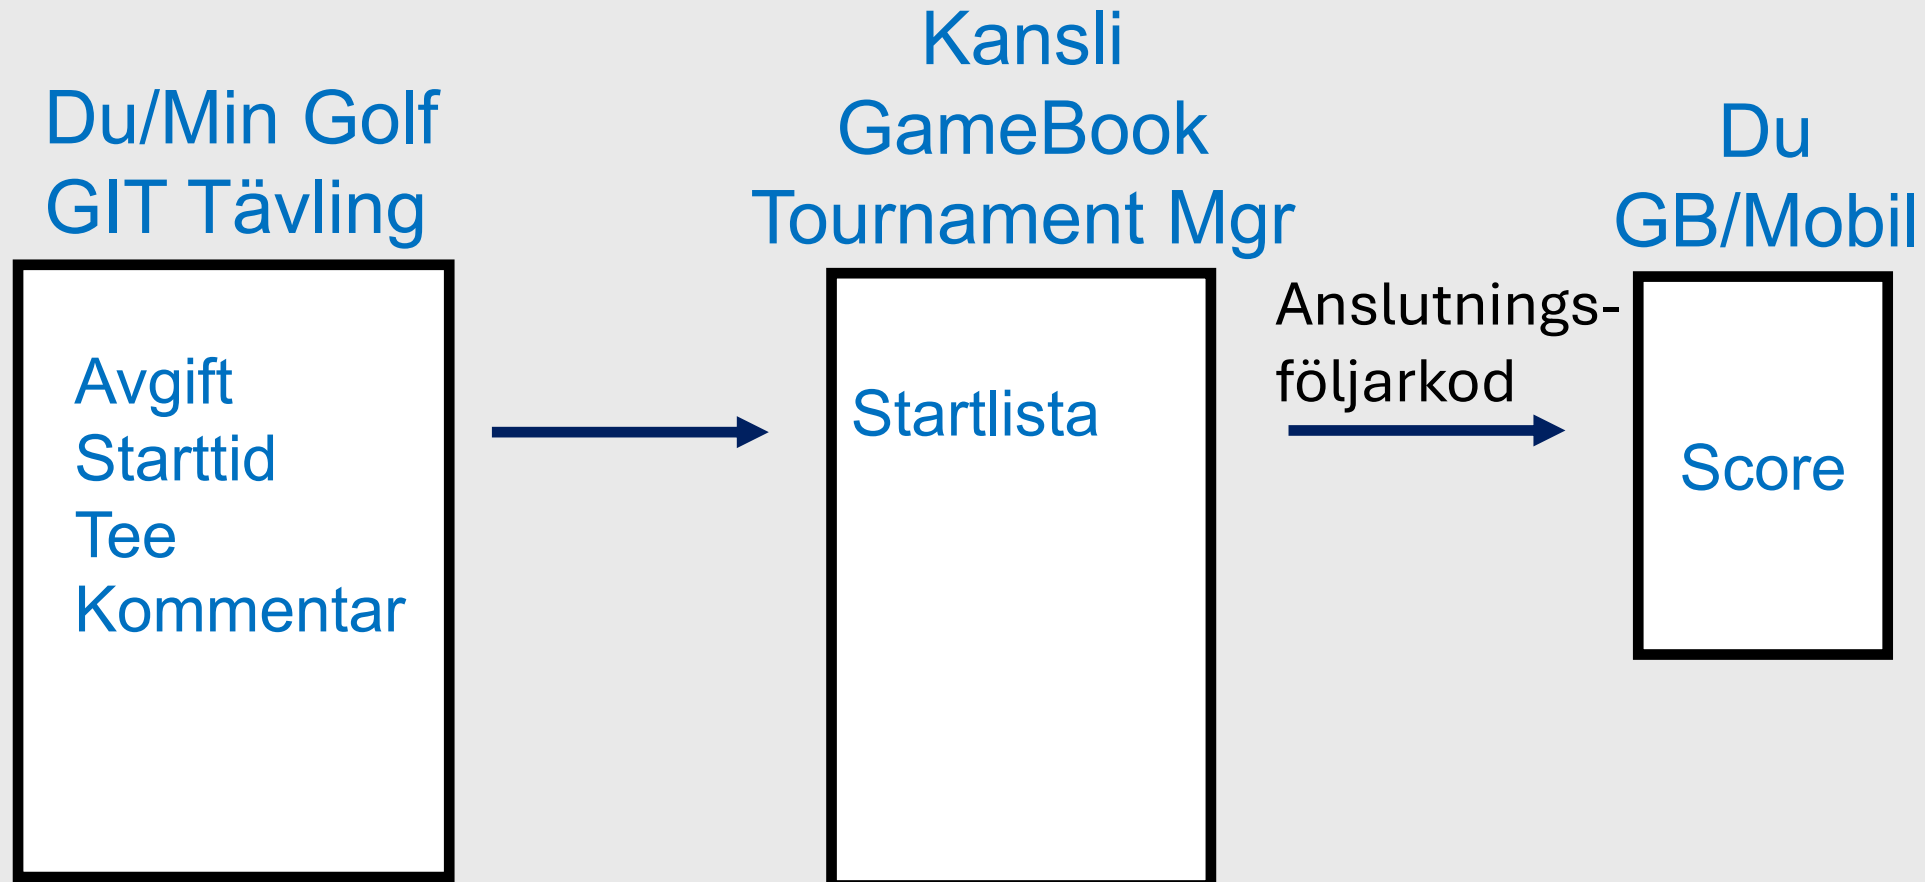 Du/Min Golf
GIT Tävling
Avgift
Starttid
Tee
Kommentar
Kansli
GameBook
Tournament Mgr
Startlista
Anslutnings-
följarkod
Du
GB/Mobil
Score